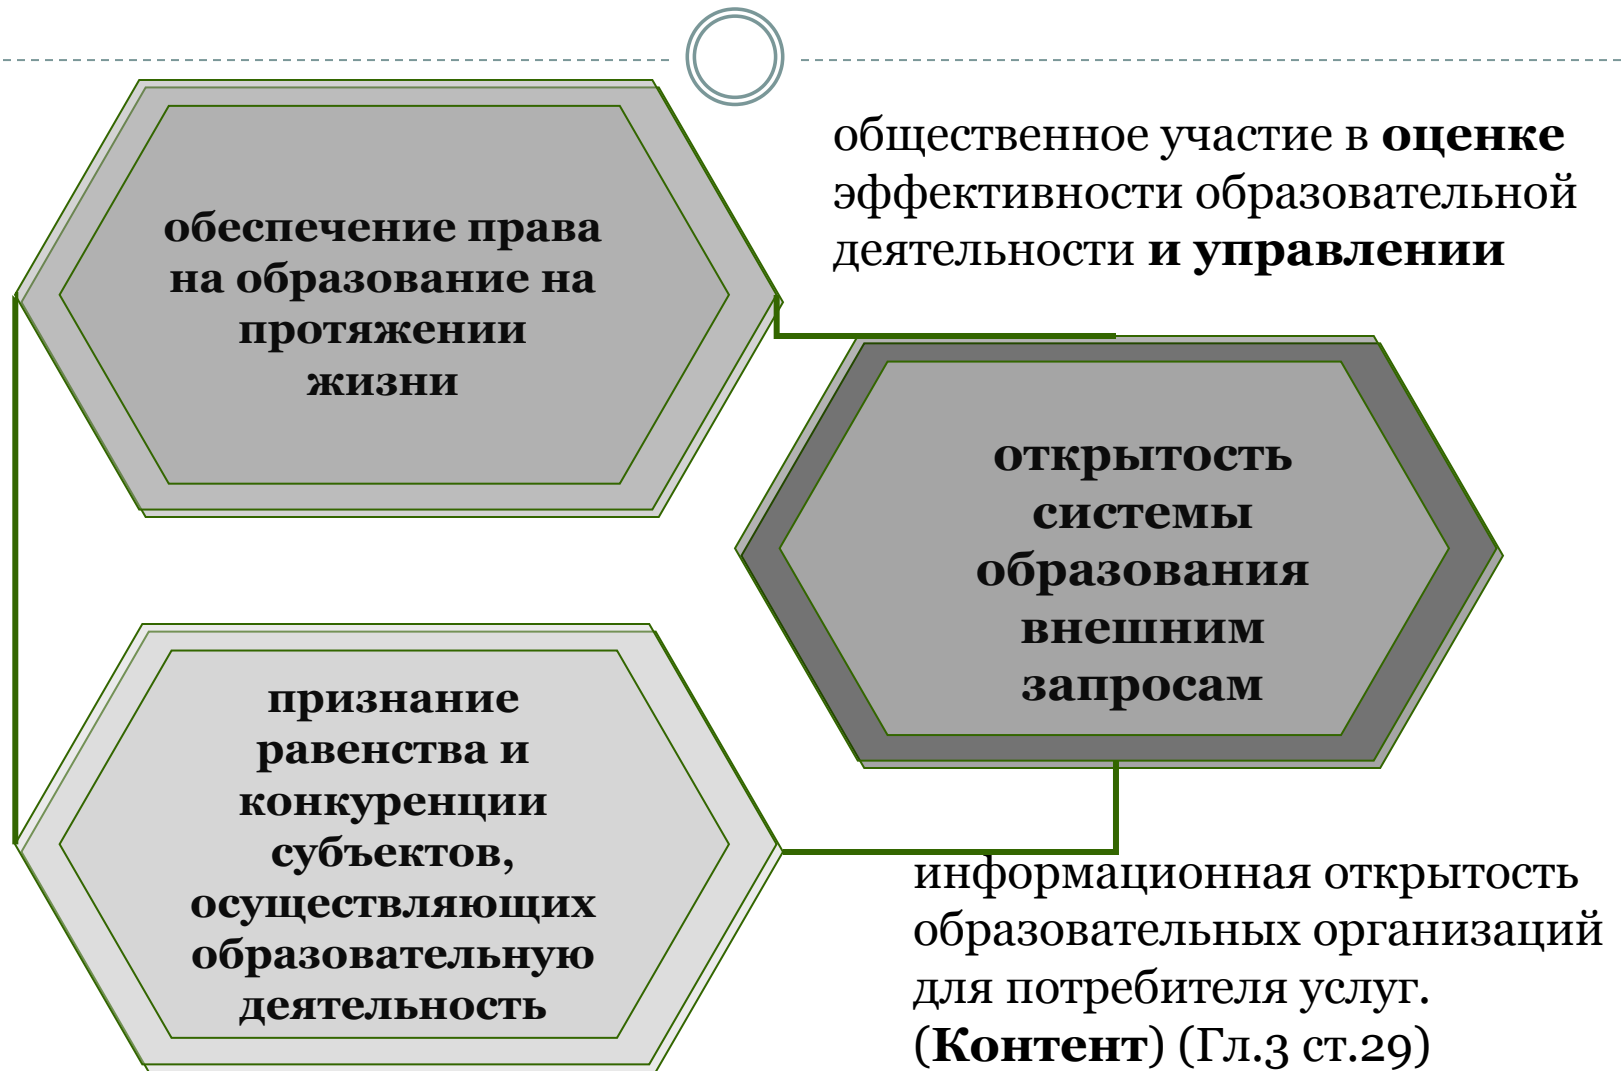 обеспечение права
на образование на
протяжении
жизни
общественное участие в оценке
эффективности образовательной
деятельности и управлении
открытость
системы
образования
внешним
запросам
признание
равенства и
конкуренции
субъектов,
осуществляющих
образовательную
деятельность
информационная открытость
образовательных организаций
для потребителя услуг.
(Контент) (Гл.3 ст.29)